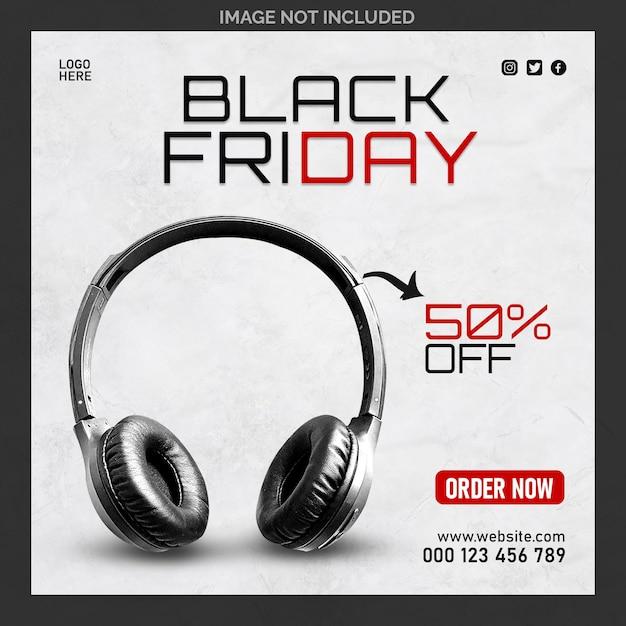 IMAGE NOT INCLUDED
LOGO
HERE
BLACK
FRIDAY
50%
OFF
ORDER NOW
www.website.com
000 123 456 789